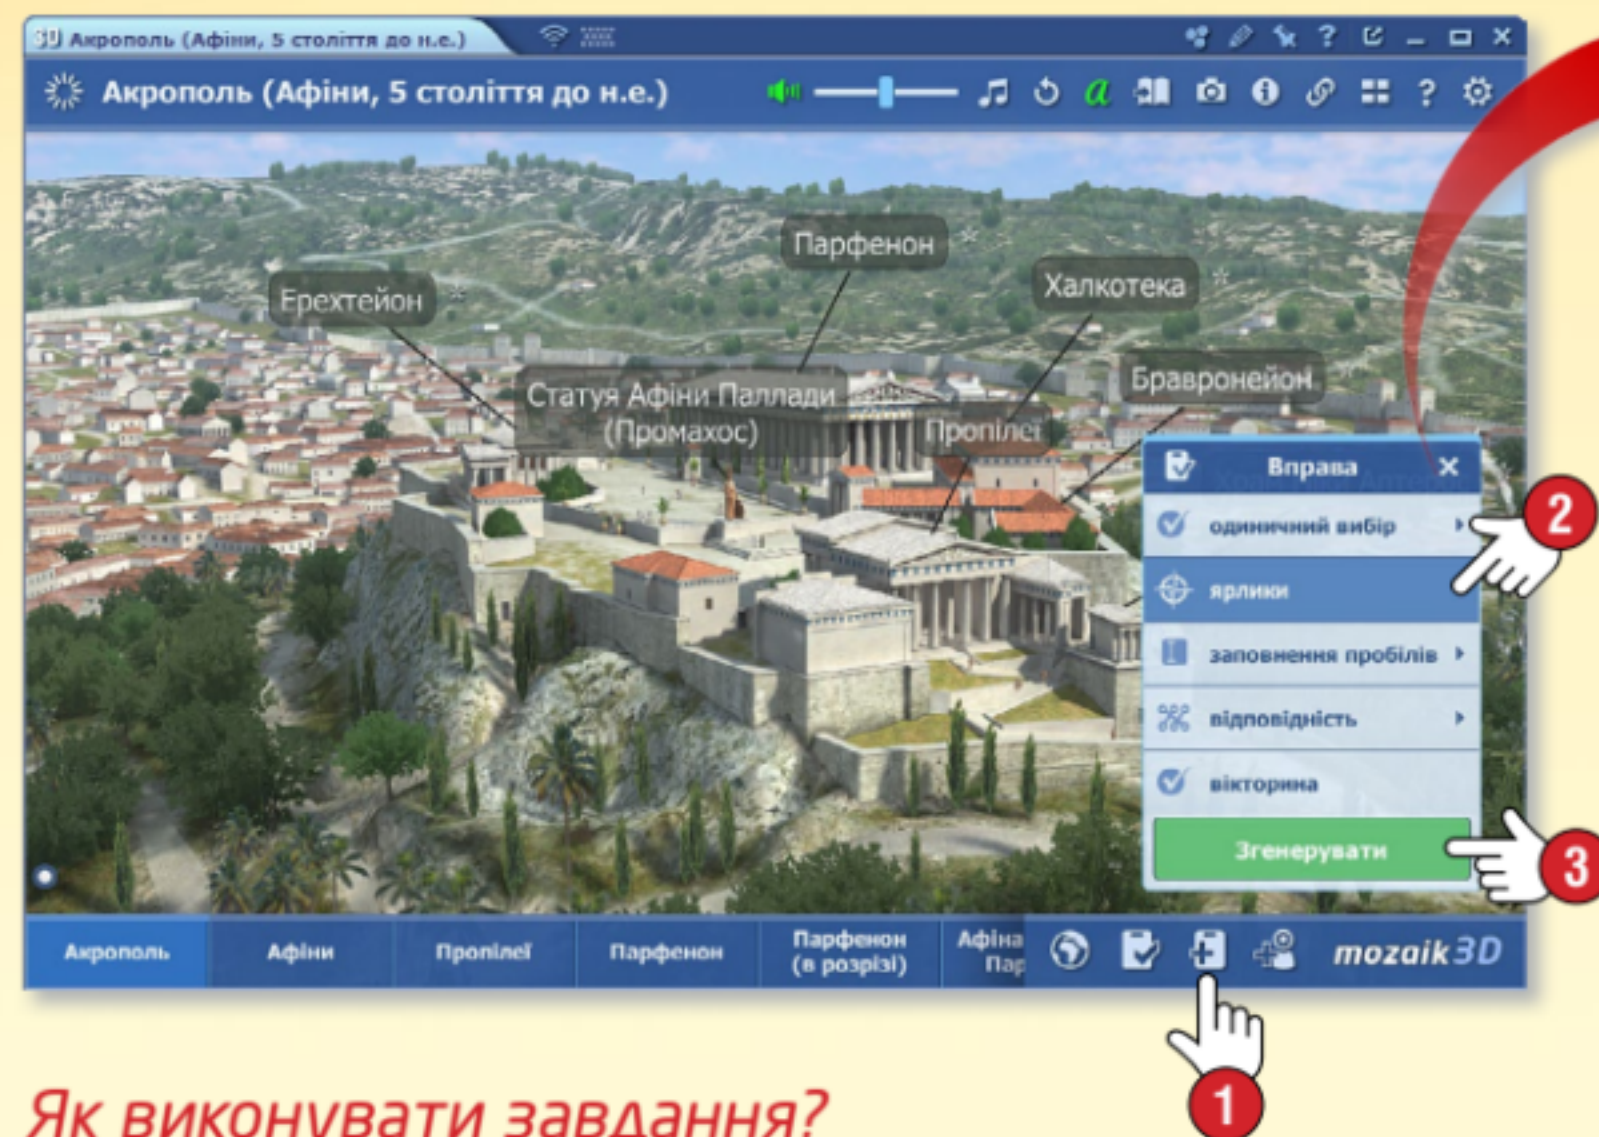 3D Акрополь (Афіни, 5 століття до н.е.)
Акрополь (Афіни, 5 століття до н.е.)
Парфенон
Халкотека
Ерехтейон
Бравронейон
Статуя Афіни Паллади
(Промахос)
Пропілеї
Вправа
одиничний вибір
2
ярлики
заповнення пробілів
відповідність
вікторина
Згенерувати
3
Акрополь
Афіни
Пропілеї
Парфенон
Парфенон
(в розрізі)
Афіна
Пар
mozaik3D
1
Як виконувати завдання?